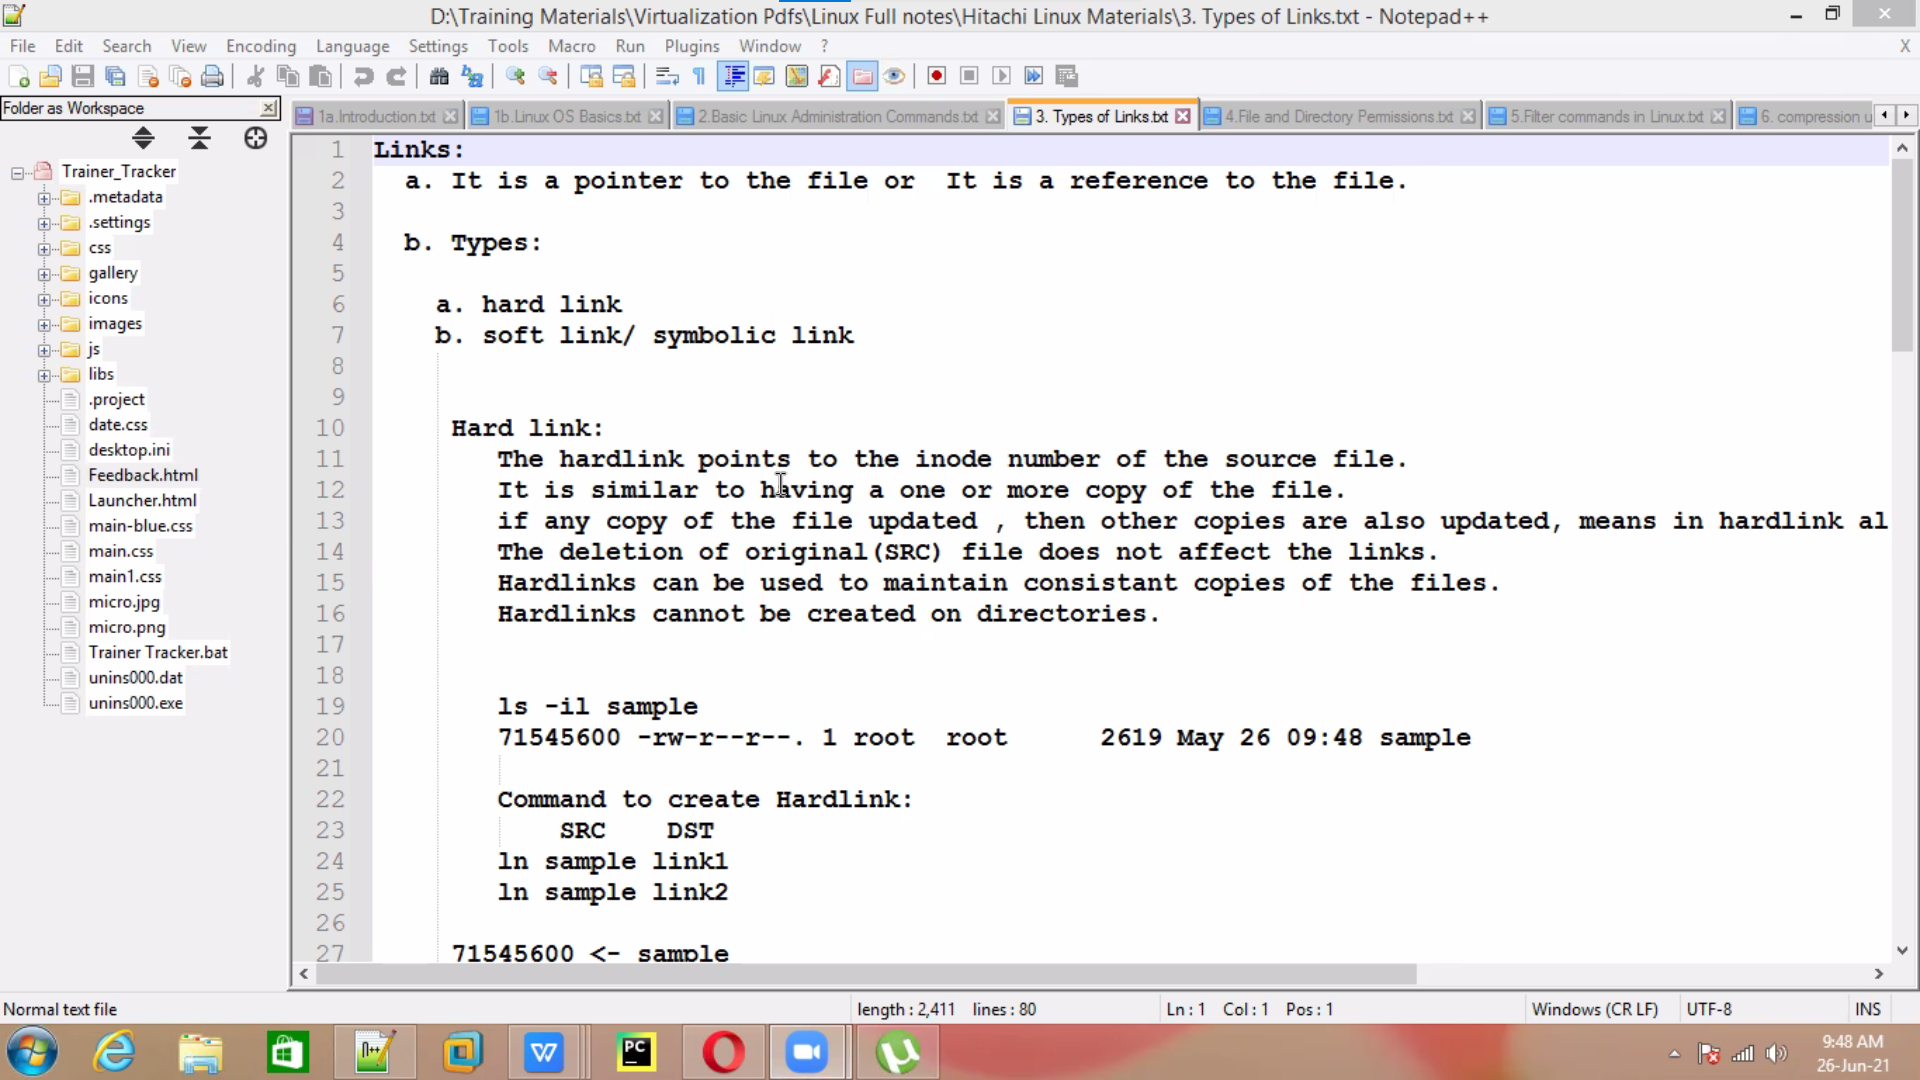 D:\Training Materials\Virtualization Pdfs\Linux Full notes\Hitachi Linux Materials\3. Types of Links.txt - Notepad++
File Edit Search View Encoding Language Settings Tools Macro Run Plugins Window ? X
Folder as Workspace
1a.Introduction.txt 1b.Linux OS Basics.txt 2.Basic Linux Administration Commands.txt 3. Types of Links.txt 4.File and Directory Permissions.txt 5.Filter commands in Linux.txt 6. compression u
Trainer_Tracker
.metadata
.settings
css
gallery
icons
images
js
libs
.project
date.css
desktop.ini
Feedback.html
Launcher.html
main-blue.css
main.css
main1.css
micro.jpg
micro.png
Trainer Tracker.bat
unins000.dat
unins000.exe
1 Links:
2 a. It is a pointer to the file or It is a reference to the file.
3
4 b. Types:
5
6 a. hard link
7 b. soft link/ symbolic link
8
9
10 Hard link:
11 The hardlink points to the inode number of the source file.
12 It is similar to having a one or more copy of the file.
13 if any copy of the file updated , then other copies are also updated, means in hardlink al
14 The deletion of original(SRC) file does not affect the links.
15 Hardlinks can be used to maintain consistant copies of the files.
16 Hardlinks cannot be created on directories.
17
18
19 ls -il sample
20 71545600 -rw-r--r--. 1 root root 2619 May 26 09:48 sample
21
22 Command to create Hardlink:
23 SRC DST
24 ln sample link1
25 ln sample link2
26
27 71545600 <- sample
Normal text file length : 2,411 lines : 80 Ln : 1 Col : 1 Pos : 1 Windows (CR LF) UTF-8 INS
N++ W PC
9:48 AM
26-Jun-21